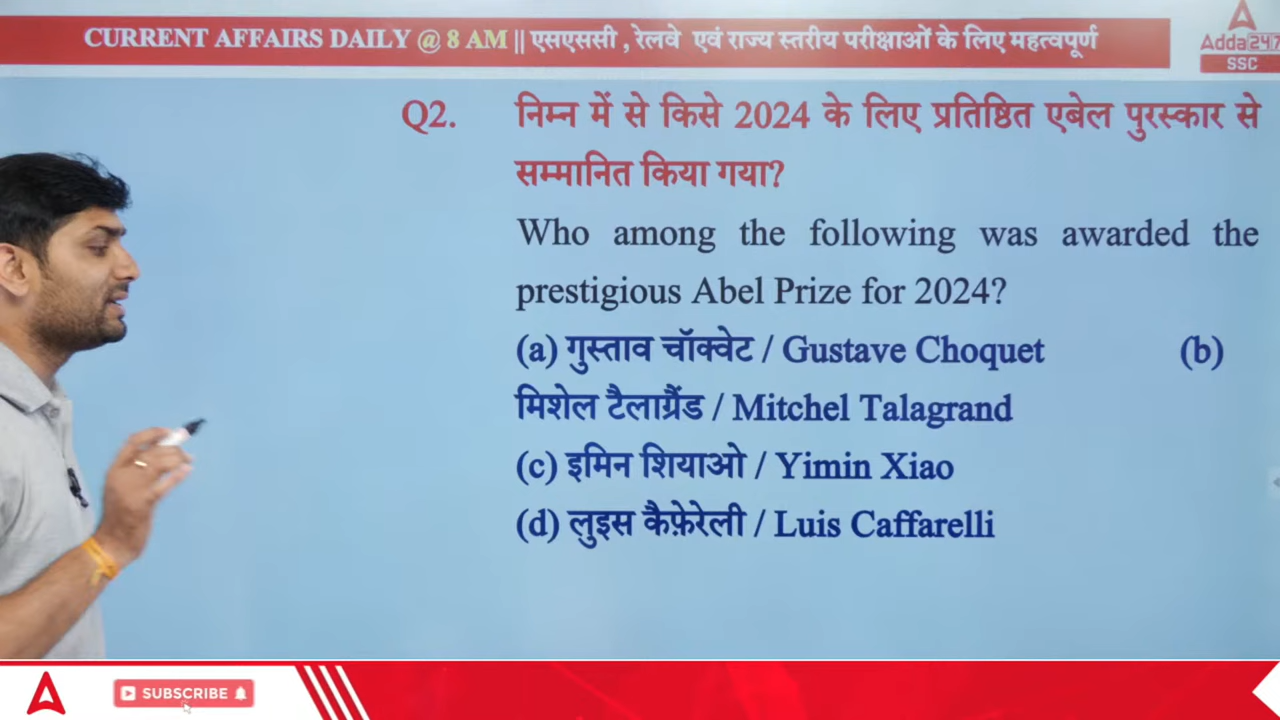 CURRENT AFFAIRS DAILY @ 8 AM || एसएससी , रेलवे एवं राज्य स्तरीय परीक्षाओं के लिए महत्वपूर्ण
Adda247
SSC
Q2. निम्न में से किसे 2024 के लिए प्रतिष्ठित एबेल पुरस्कार से
सम्मानित किया गया?
Who among the following was awarded the
prestigious Abel Prize for 2024?
(a) गुस्ताव चॉक्वेट / Gustave Choquet (b)
मिशेल टैलाग्रैंड / Mitchel Talagrand
(c) इमिन शियाओ / Yimin Xiao
(d) लुइस कैफ़ेरेली / Luis Caffarelli
SUBSCRIBE